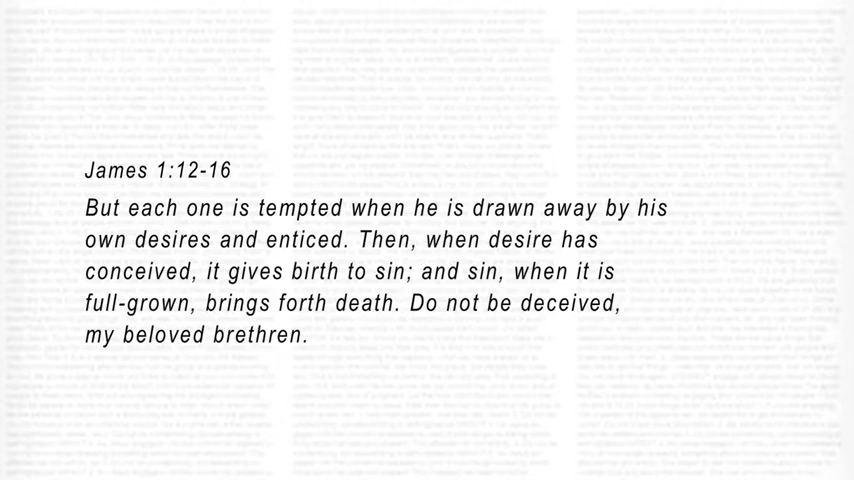 James 1:12-16
But each one is tempted when he is drawn away by his
own desires and enticed. Then, when desire has
conceived, it gives birth to sin; and sin, when it is
full-grown, brings forth death. Do not be deceived,
my beloved brethren.